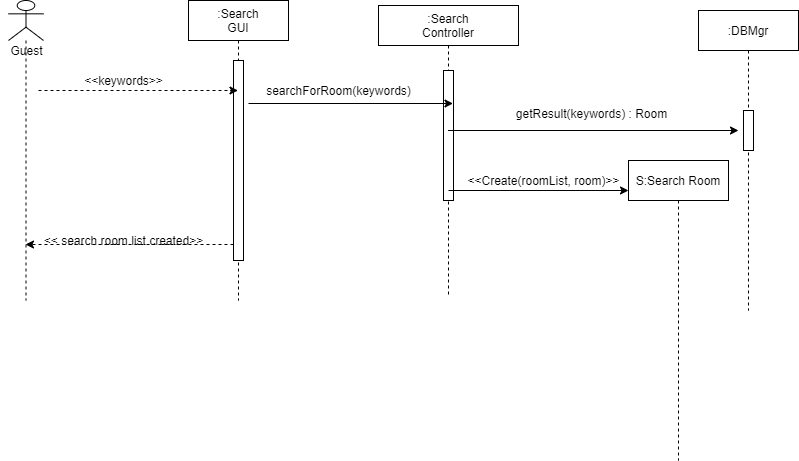 :Search
GUI
:Search
Controller
:DBMgr
Guest
<<keywords>>
searchForRoom(keywords)
getResult(keywords) : Room
<<Create(roomList, room)>>
S:Search Room
<< search room list created>>